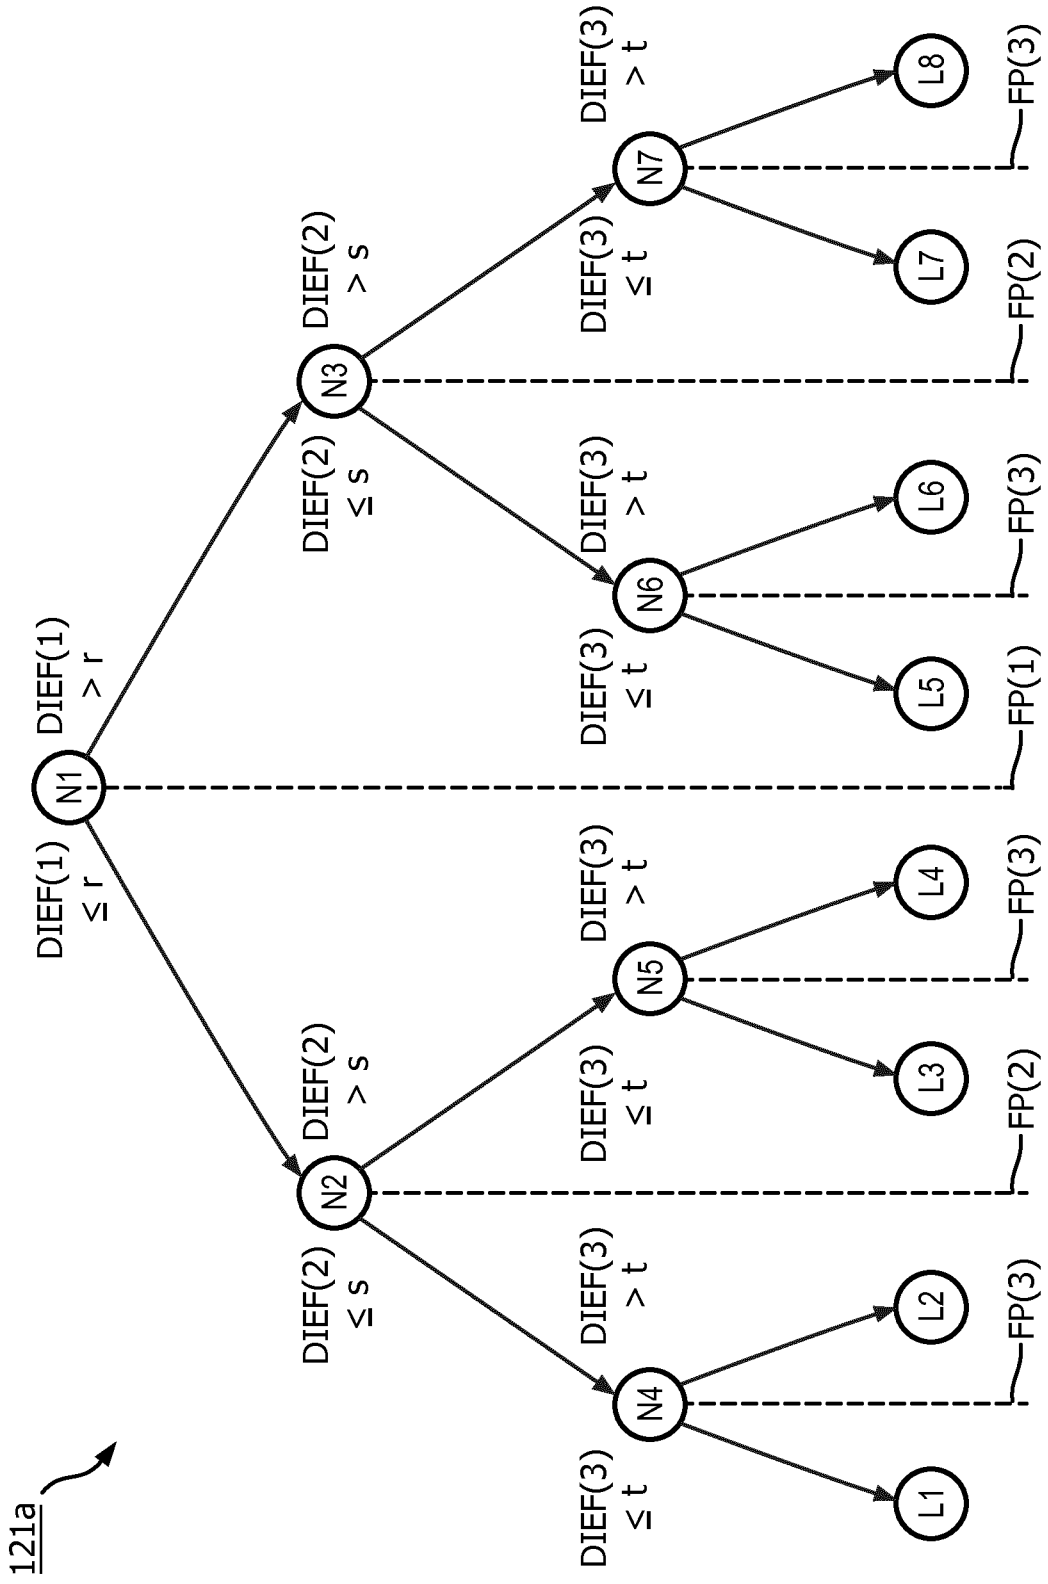 121a
DIEF(1)
≤ r
N1
DIEF(1)
> r
DIEF(2)
≤ s
N2
DIEF(2)
> s
DIEF(2)
≤ s
N3
DIEF(2)
> s
DIEF(3)
≤ t
N4
DIEF(3)
> t
DIEF(3)
≤ t
N5
DIEF(3)
> t
DIEF(3)
≤ t
N6
DIEF(3)
> t
DIEF(3)
≤ t
N7
DIEF(3)
> t
L1
L2
L3
L4
L5
L6
L7
L8
FP(3)
FP(2)
FP(3)
FP(1)
FP(3)
FP(2)
FP(3)